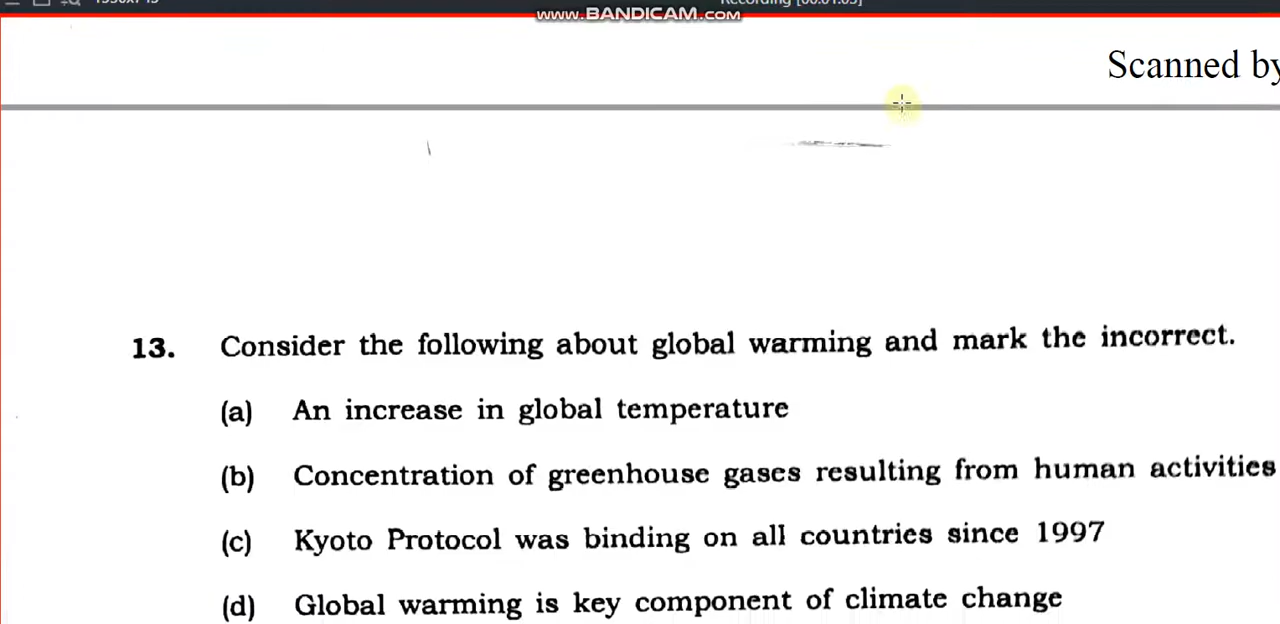 www.BANDICAM.com
Scanned by
13. Consider the following about global warming and mark the incorrect.
(a) An increase in global temperature
(b) Concentration of greenhouse gases resulting from human activities
(c) Kyoto Protocol was binding on all countries since 1997
(d) Global warming is key component of climate change